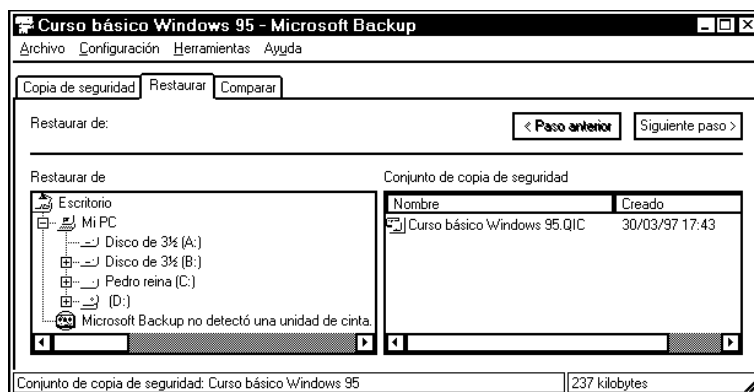 Curso básico Windows 95 - Microsoft Backup
Archivo Configuración Herramientas Ayuda
Copia de seguridad Restaurar Comparar
Restaurar de:
< Paso anterior Siguiente paso >
Restaurar de
Conjunto de copia de seguridad
Escritorio
Mi PC
Disco de 3½ (A:)
Disco de 3½ (B:)
Pedro reina (C:)
(D:)
Microsoft Backup no detectó una unidad de cinta.
Nombre Creado
Curso básico Windows 95.QIC 30/03/97 17:43
Conjunto de copia de seguridad: Curso básico Windows 95
237 kilobytes